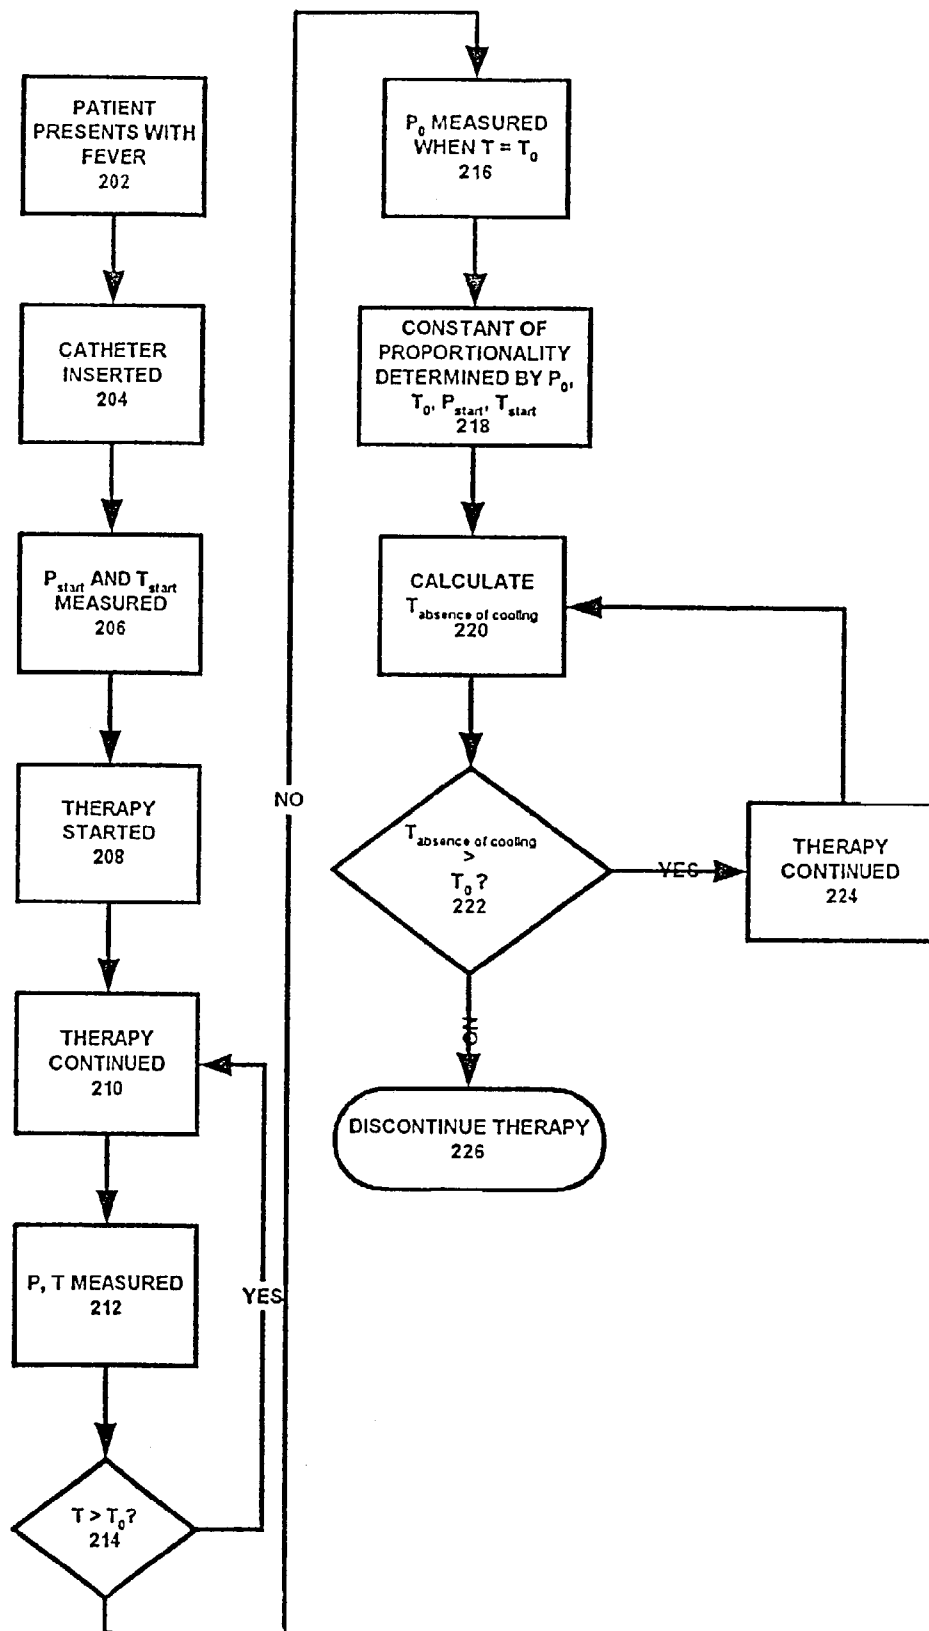 PATIENT
PRESENTS WITH
FEVER
202
CATHETER
INSERTED
204
P_start AND T_start
MEASURED
206
THERAPY
STARTED
208
THERAPY
CONTINUED
210
P, T MEASURED
212
T > T_0?
214
YES
NO
P_0 MEASURED
WHEN T = T_0
216
CONSTANT OF
PROPORTIONALITY
DETERMINED BY P_0,
T_0, P_start, T_start
218
CALCULATE
T_absence of cooling
220
T_absence of cooling
>
T_0?
222
YES
THERAPY
CONTINUED
224
NO
DISCONTINUE THERAPY
226